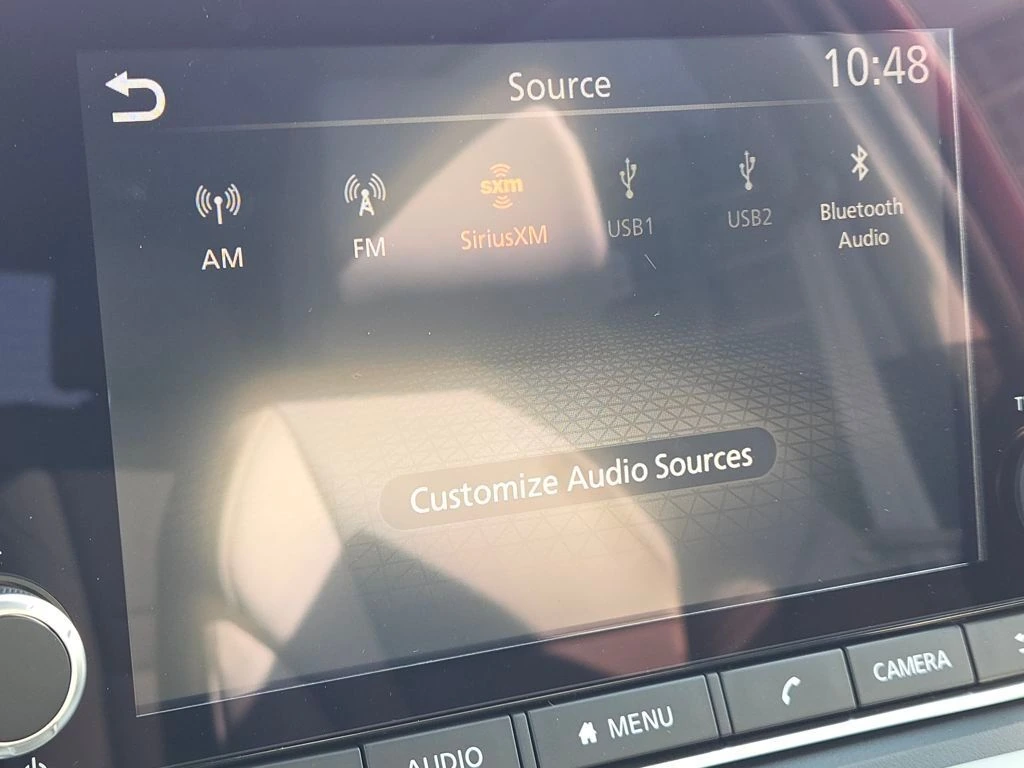 Source
10:48
AM
FM
sxm
SiriusXM
USB1
USB2
Bluetooth
Audio
Customize Audio Sources
AUDIO
MENU
CAMERA